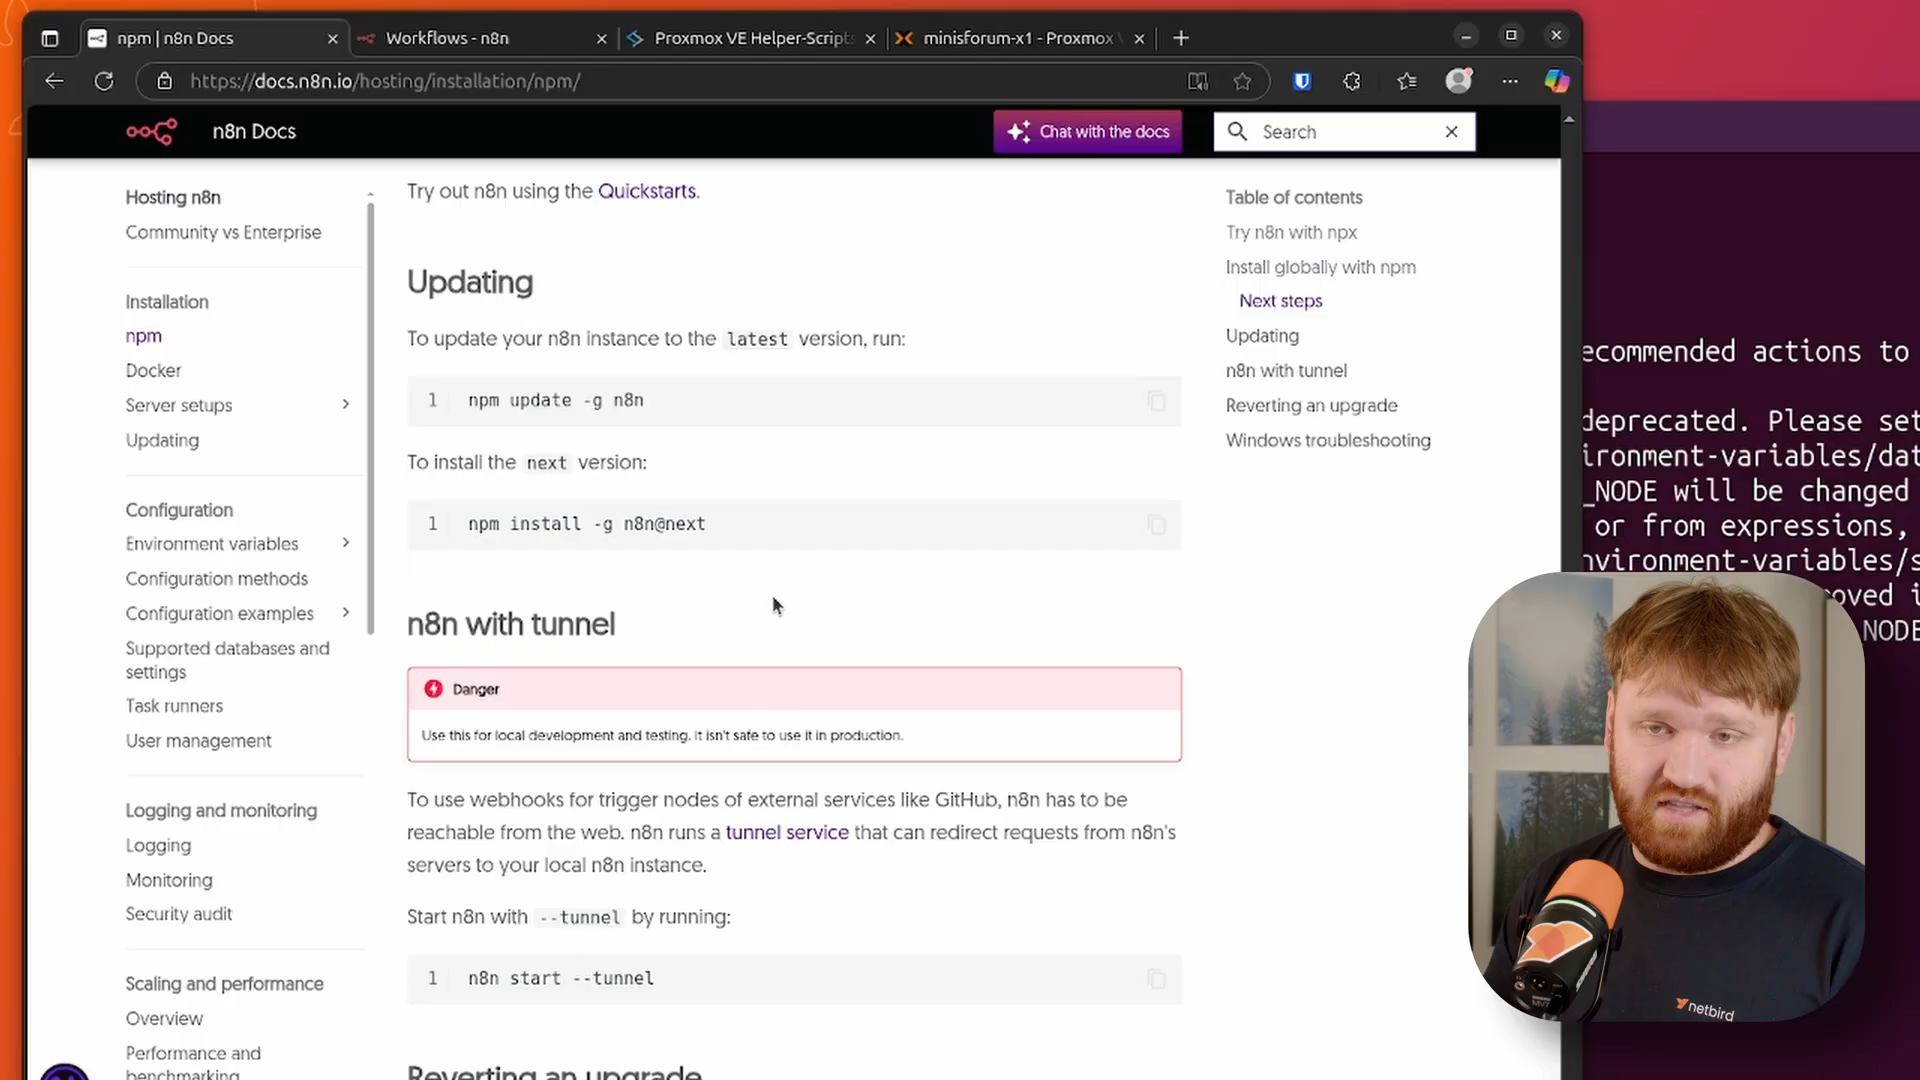 npm | n8n Docs
Workflows - n8n
Proxmox VE Helper-Scripts
minisforum-x1 - Proxmox V
https://docs.n8n.io/hosting/installation/npm/
n8n Docs
Chat with the docs
Search
Hosting n8n
Community vs Enterprise
Installation
npm
Docker
Server setups
Updating
Configuration
Environment variables
Configuration methods
Configuration examples
Supported databases and
settings
Task runners
User management
Logging and monitoring
Logging
Monitoring
Security audit
Scaling and performance
Overview
Performance and
benchmarking
Try out n8n using the Quickstarts.
Updating
To update your n8n instance to the latest version, run:
1 npm update -g n8n
To install the next version:
1 npm install -g n8n@next
n8n with tunnel
Danger
Use this for local development and testing. It isn't safe to use it in production.
To use webhooks for trigger nodes of external services like GitHub, n8n has to be
reachable from the web. n8n runs a tunnel service that can redirect requests from n8n's
servers to your local n8n instance.
Start n8n with --tunnel by running:
1 n8n start --tunnel
Reverting an upgrade
Table of contents
Try n8n with npx
Install globally with npm
Next steps
Updating
n8n with tunnel
Reverting an upgrade
Windows troubleshooting
ecommended actions to
deprecated. Please set
ironment-variables/dat
_NODE will be changed
or from expressions,
nvironment-variables/s
oved i
NODE
netbird
MV7